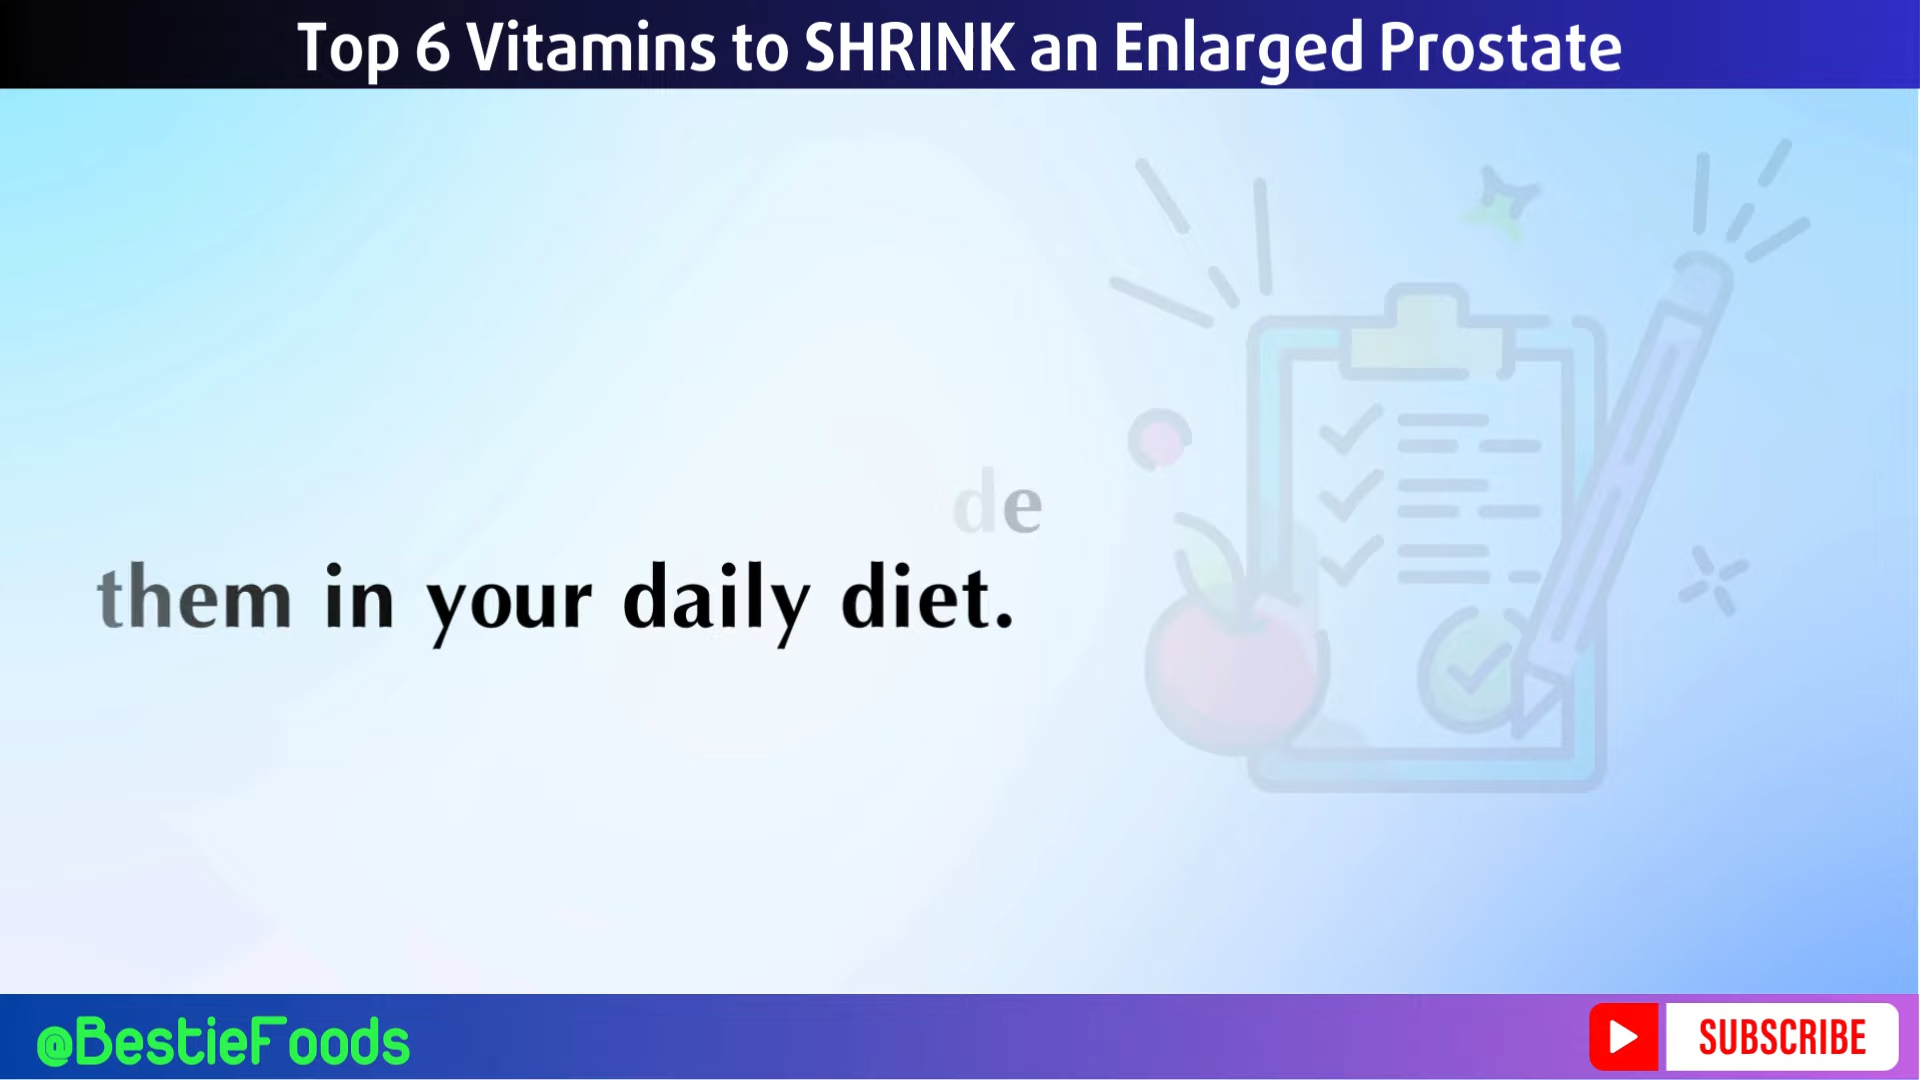 Top 6 Vitamins to SHRINK an Enlarged Prostate
de
them in your daily diet.
@BestieFoods
SUBSCRIBE